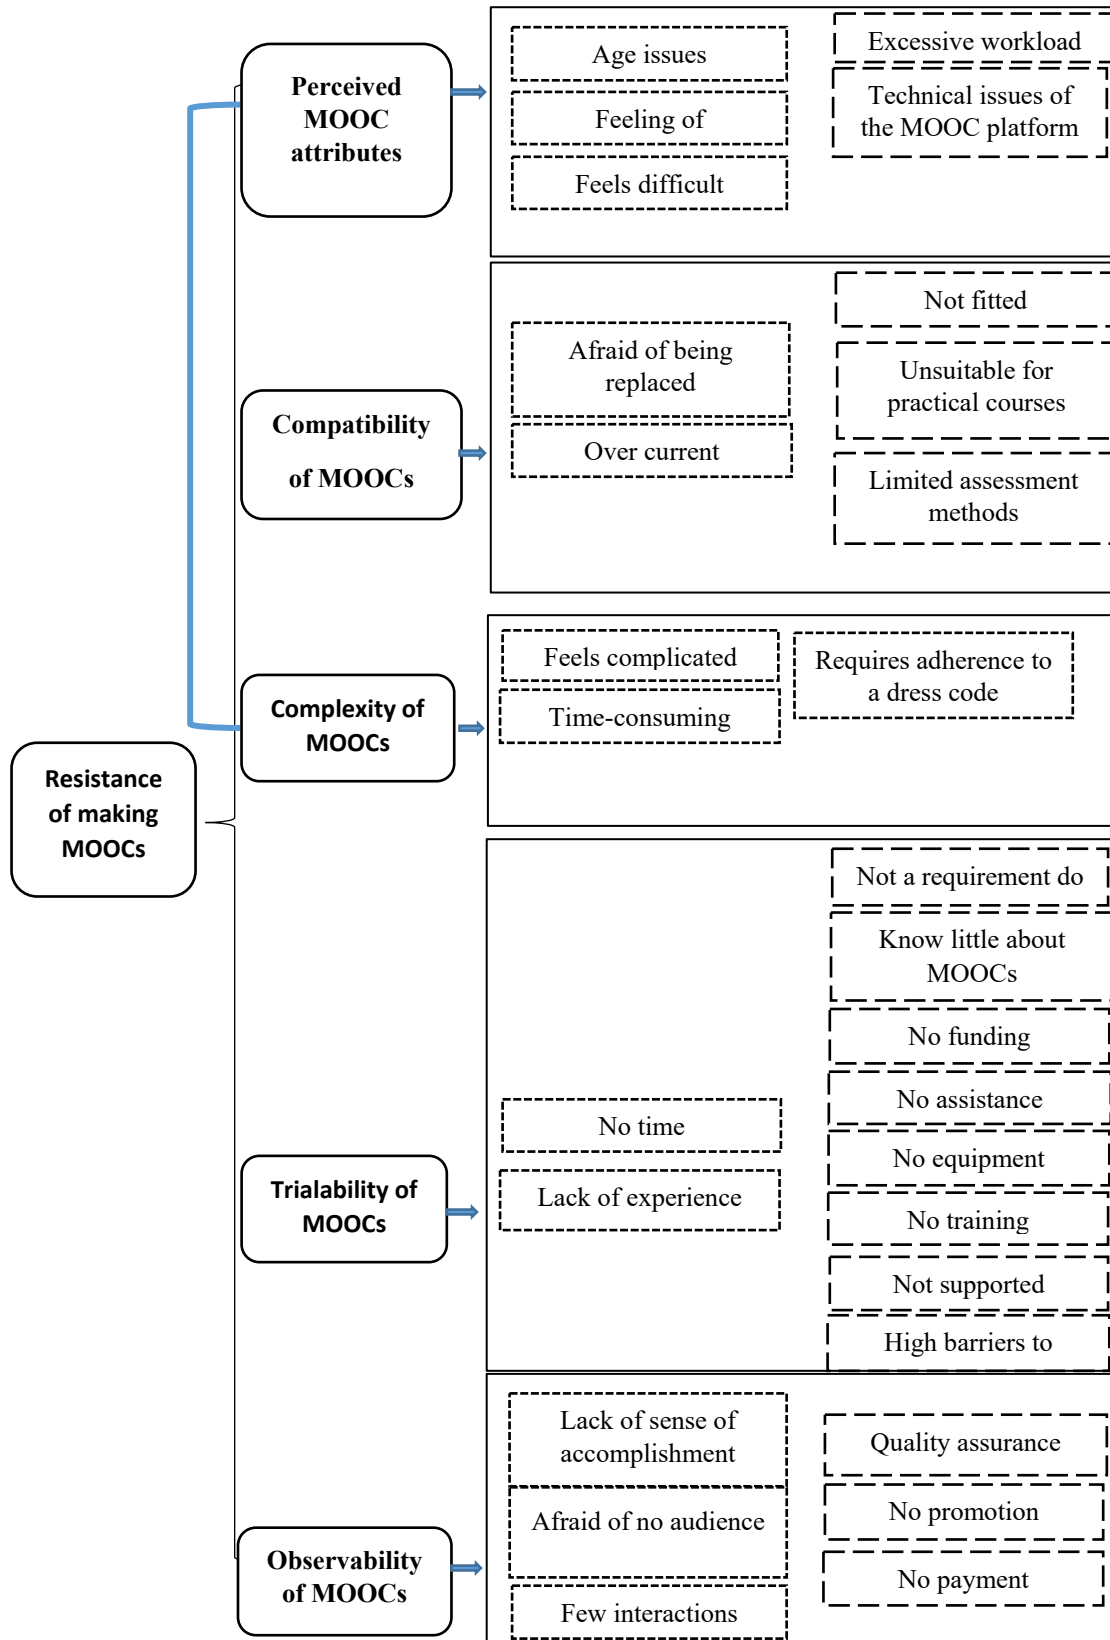 Perceived
MOOC
attributes
Age issues
Feeling of
Feels difficult
Excessive workload
Technical issues of
the MOOC platform
Compatibility
of MOOCs
Afraid of being
replaced
Over current
Not fitted
Unsuitable for
practical courses
Limited assessment
methods
Complexity of
MOOCs
Feels complicated
Time-consuming
Requires adherence to
a dress code
Resistance
of making
MOOCs
Trialability of
MOOCs
No time
Lack of experience
Not a requirement do
Know little about
MOOCs
No funding
No assistance
No equipment
No training
Not supported
High barriers to
Observability
of MOOCs
Lack of sense of
accomplishment
Afraid of no audience
Few interactions
Quality assurance
No promotion
No payment